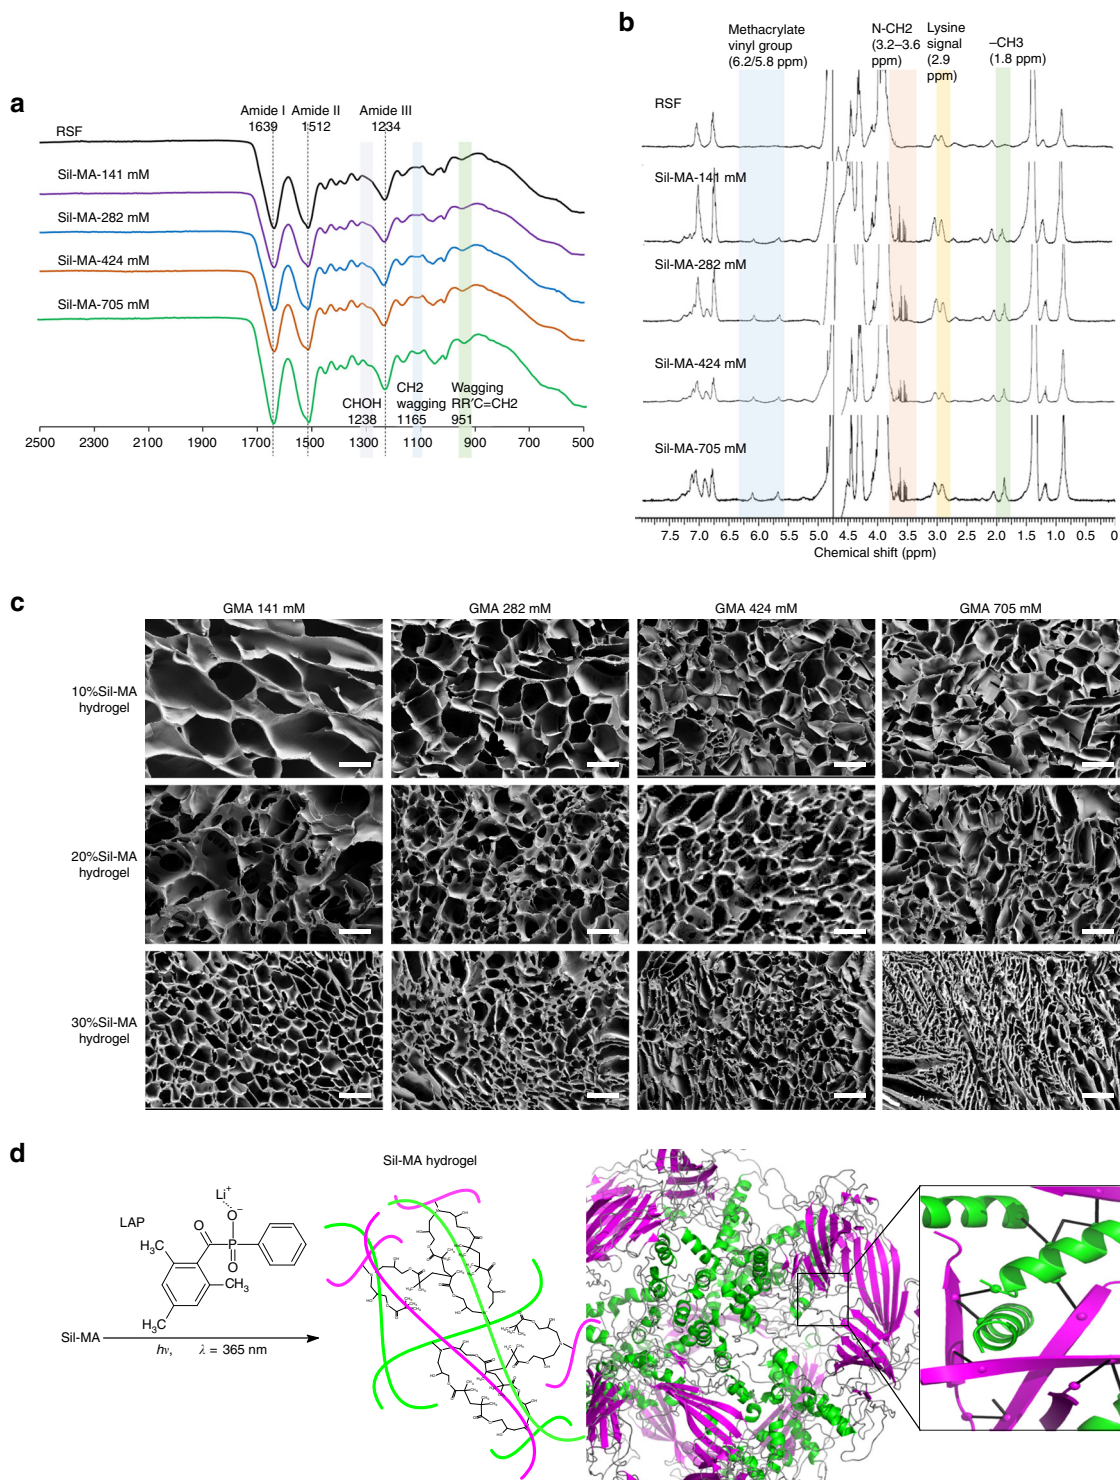 a
Amide I
1639
Amide II
1512
Amide III
1234
RSF
Sil-MA-141 mM
Sil-MA-282 mM
Sil-MA-424 mM
Sil-MA-705 mM
CHOH
1238
CH2
wagging
1165
Wagging
RR'C=CH2
951
2500 2300 2100 1900 1700 1500 1300 1100 900 700 500
b
Methacrylate
vinyl group
(6.2/5.8 ppm)
N-CH2
(3.2–3.6
ppm)
Lysine
signal
(2.9
ppm)
–CH3
(1.8 ppm)
RSF
Sil-MA-141 mM
Sil-MA-282 mM
Sil-MA-424 mM
Sil-MA-705 mM
7.5 7.0 6.5 6.0 5.5 5.0 4.5 4.0 3.5 3.0 2.5 2.0 1.5 1.0 0.5 0
Chemical shift (ppm)
c
GMA 141 mM GMA 282 mM GMA 424 mM GMA 705 mM
10%Sil-MA
hydrogel
20%Sil-MA
hydrogel
30%Sil-MA
hydrogel
d
Sil-MA hydrogel
Li+
O−
LAP
O
P
O
H3C
CH3
H3C
Sil-MA
hν, λ = 365 nm